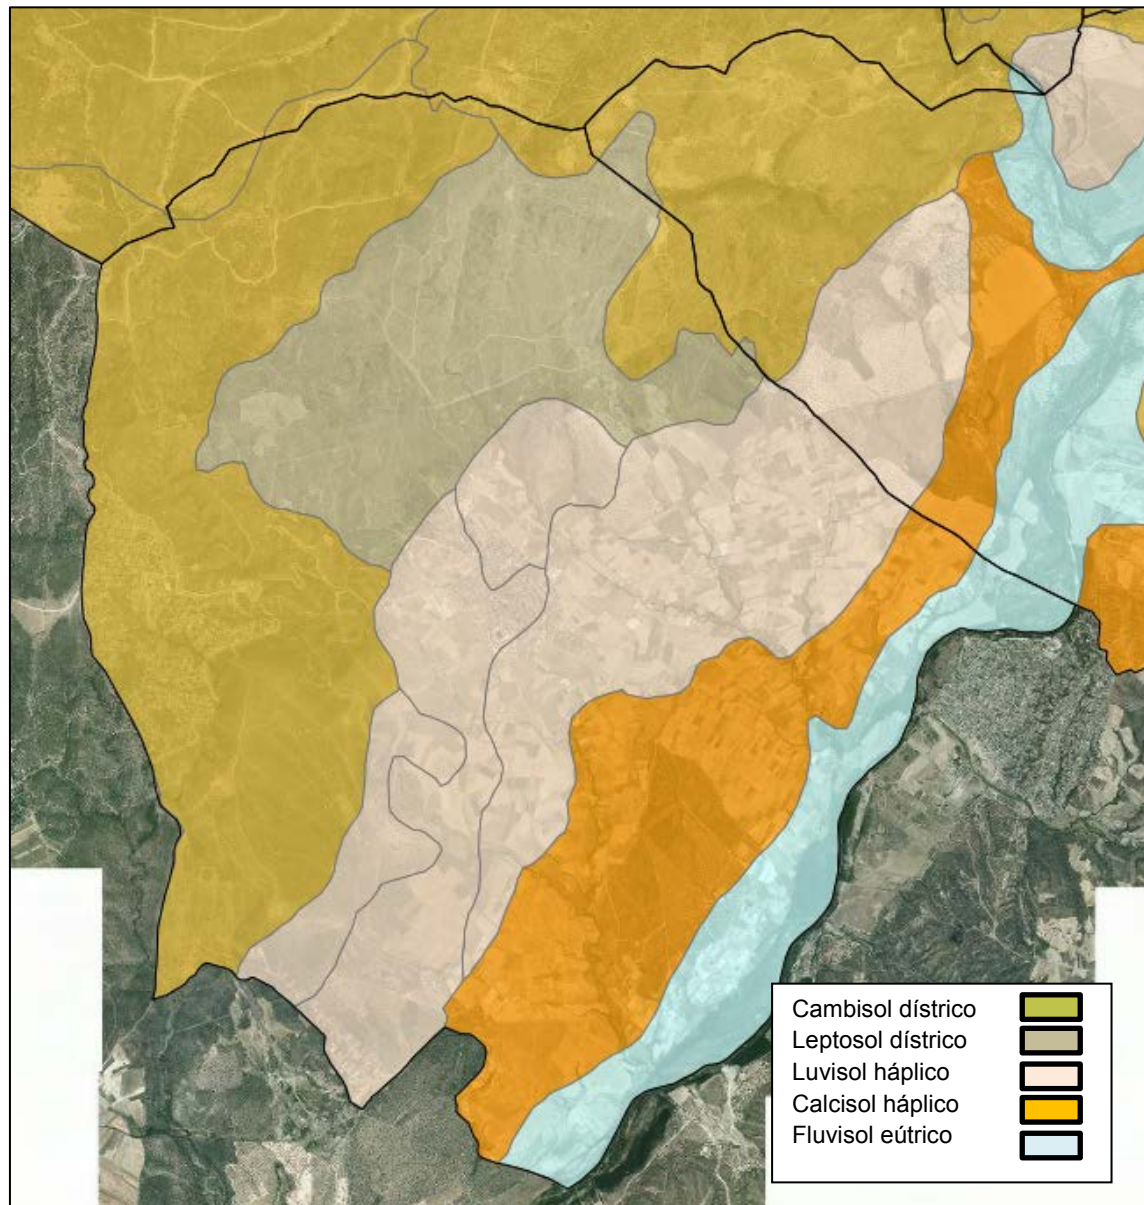 Cambisol dístrico
Leptosol dístrico
Luvisol háplico
Calcisol háplico
Fluvisol eútrico